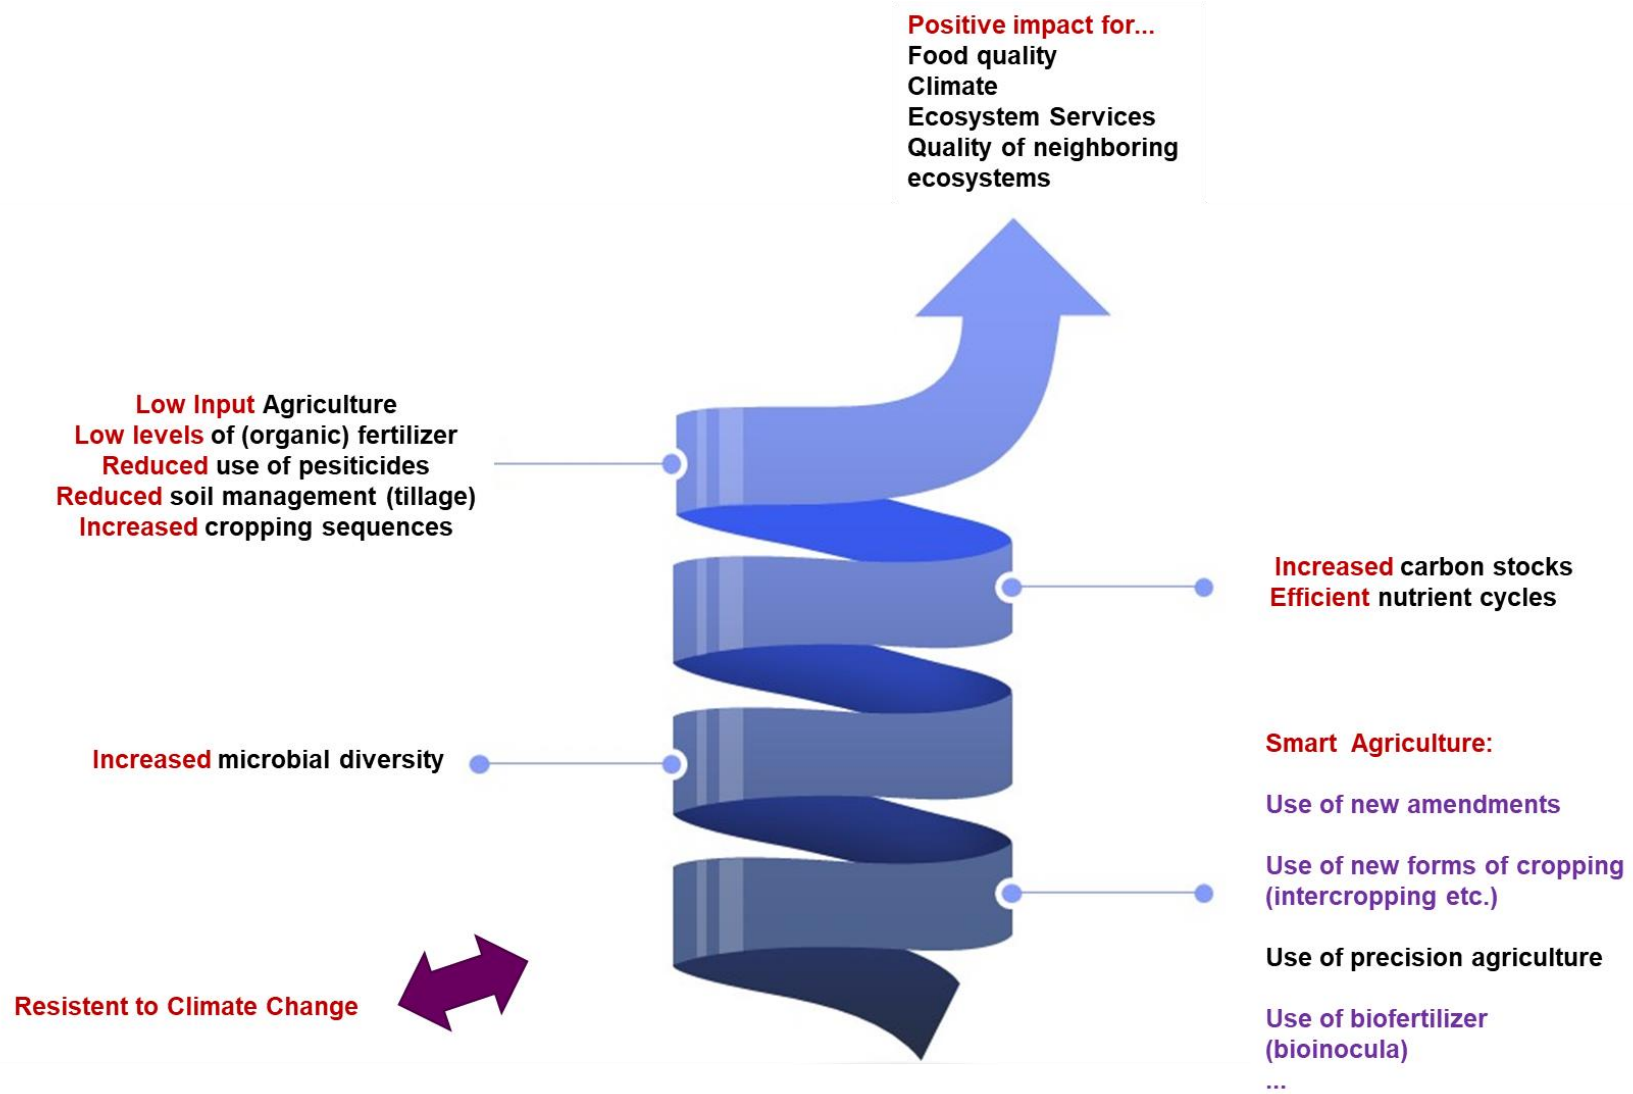 Positive impact for...
Food quality
Climate
Ecosystem Services
Quality of neighboring
ecosystems
Low Input Agriculture
Low levels of (organic) fertilizer
Reduced use of pesiticides
Reduced soil management (tillage)
Increased cropping sequences
Increased carbon stocks
Efficient nutrient cycles
Increased microbial diversity
Smart Agriculture:
Use of new amendments
Use of new forms of cropping
(intercropping etc.)
Use of precision agriculture
Use of biofertilizer
(bioinocula)
...
Resistent to Climate Change